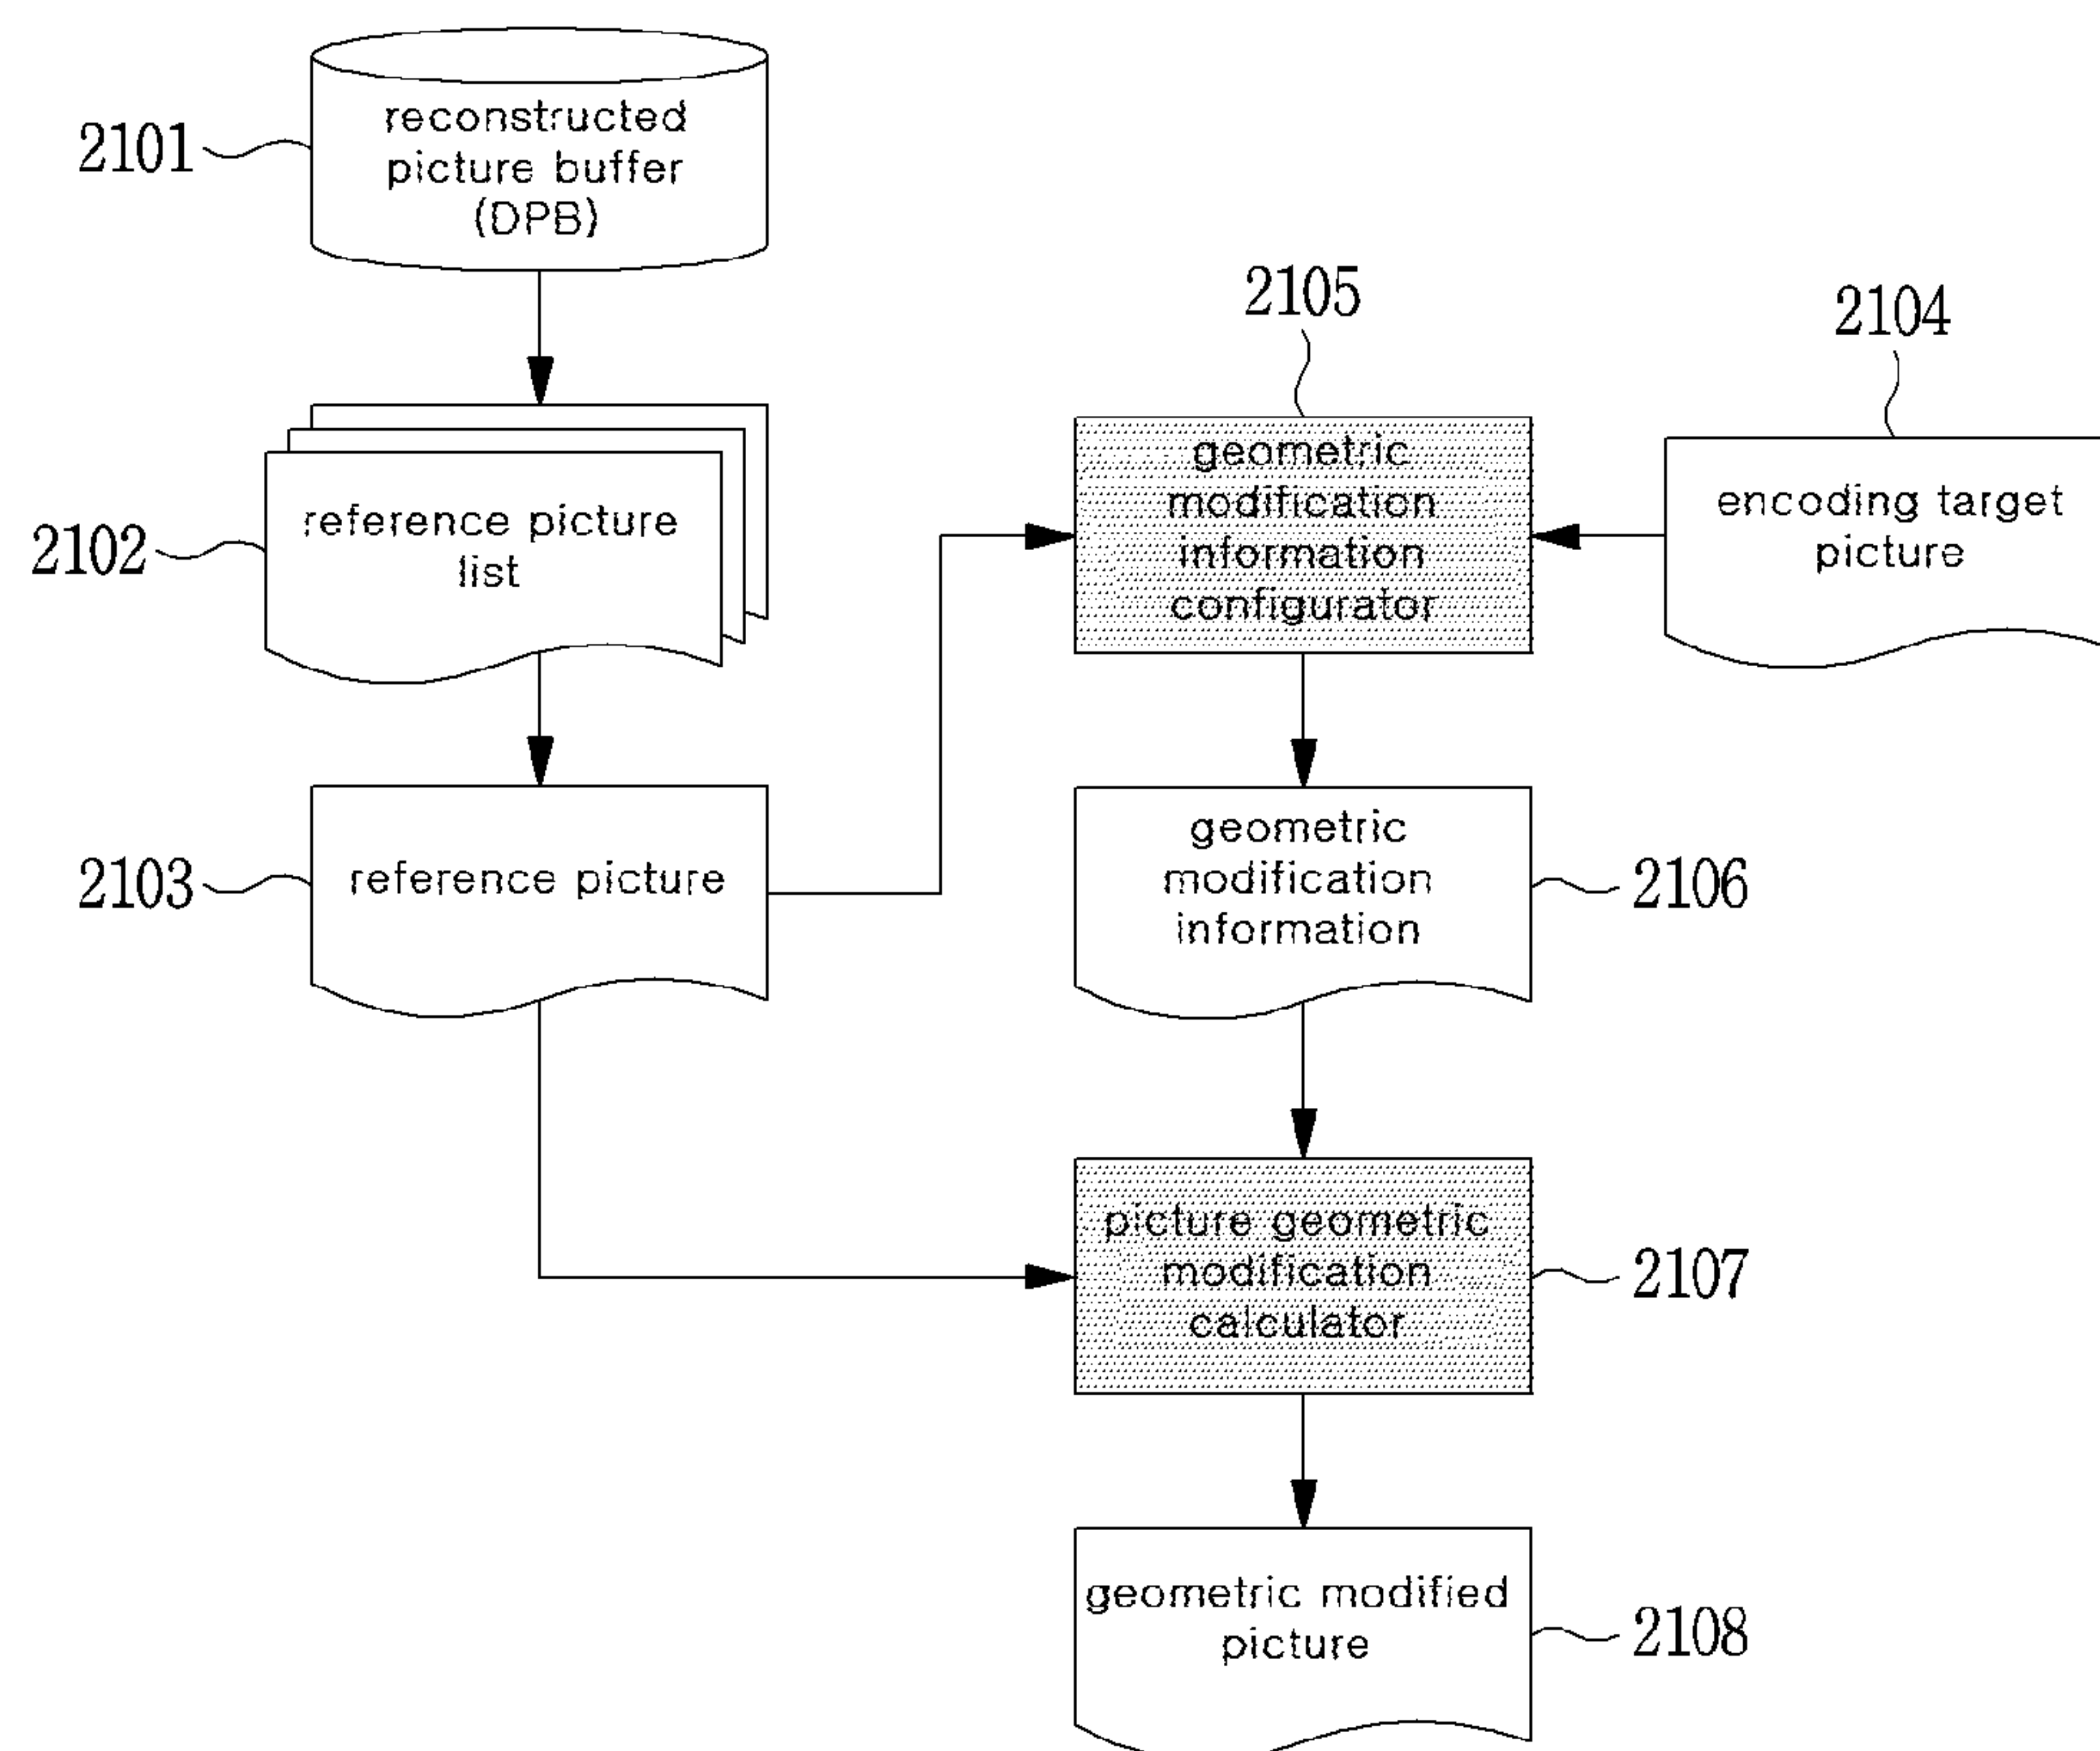 2101
reconstructed
picture buffer
(DPB)
2102
reference picture
list
2103
reference picture
2105
geometric
modification
information
configurator
2104
encoding target
picture
geometric
modification
information
2106
picture geometric
modification
calculator
2107
geometric modified
picture
2108